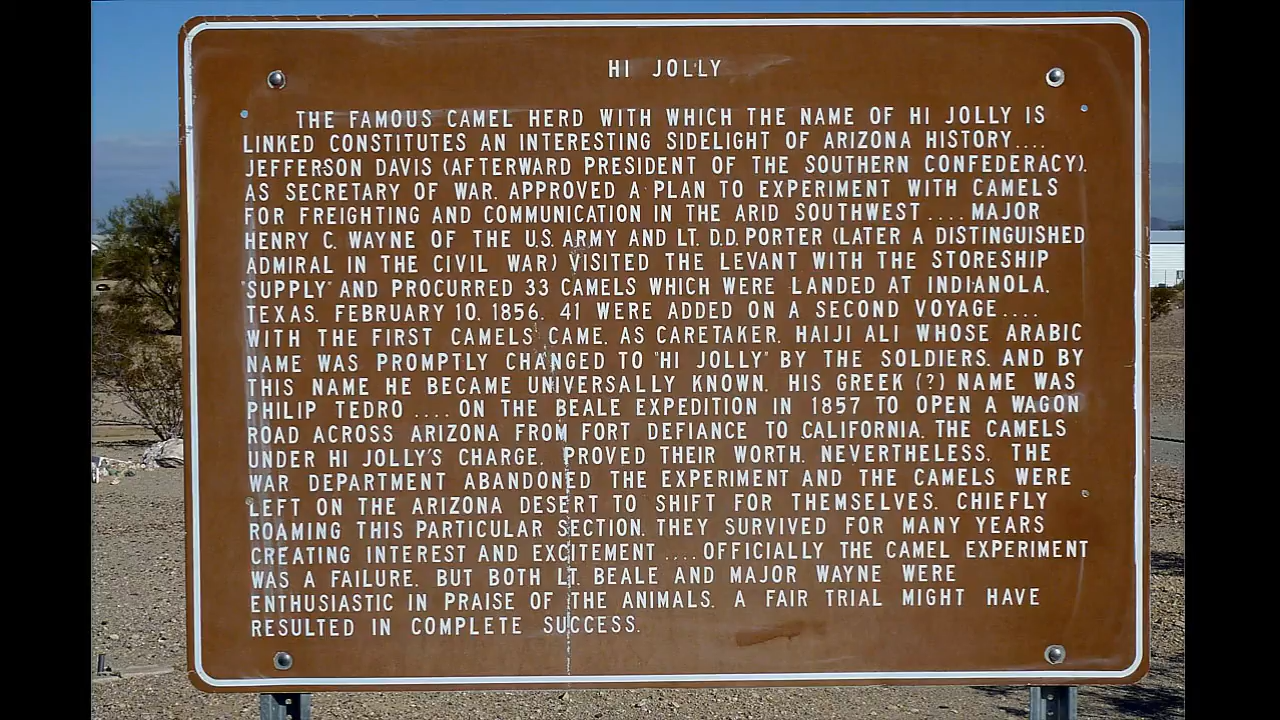 HI JOLLY
THE FAMOUS CAMEL HERD WITH WHICH THE NAME OF HI JOLLY IS
LINKED CONSTITUTES AN INTERESTING SIDELIGHT OF ARIZONA HISTORY....
JEFFERSON DAVIS (AFTERWARD PRESIDENT OF THE SOUTHERN CONFEDERACY).
AS SECRETARY OF WAR. APPROVED A PLAN TO EXPERIMENT WITH CAMELS
FOR FREIGHTING AND COMMUNICATION IN THE ARID SOUTHWEST .... MAJOR
HENRY C. WAYNE OF THE U.S. ARMY AND LT. D.D. PORTER (LATER A DISTINGUISHED
ADMIRAL IN THE CIVIL WAR) VISITED THE LEVANT WITH THE STORESHIP
"SUPPLY" AND PROCURRED 33 CAMELS WHICH WERE LANDED AT INDIANOLA.
TEXAS. FEBRUARY 10. 1856. 41 WERE ADDED ON A SECOND VOYAGE ....
WITH THE FIRST CAMELS CAME. AS CARETAKER. HAIJI ALI WHOSE ARABIC
NAME WAS PROMPTLY CHANGED TO "HI JOLLY" BY THE SOLDIERS. AND BY
THIS NAME HE BECAME UNIVERSALLY KNOWN. HIS GREEK (?) NAME WAS
PHILIP TEDRO .... ON THE BEALE EXPEDITION IN 1857 TO OPEN A WAGON
ROAD ACROSS ARIZONA FROM FORT DEFIANCE TO CALIFORNIA. THE CAMELS
UNDER HI JOLLY'S CHARGE. PROVED THEIR WORTH. NEVERTHELESS. THE
WAR DEPARTMENT ABANDONED THE EXPERIMENT AND THE CAMELS WERE
LEFT ON THE ARIZONA DESERT TO SHIFT FOR THEMSELVES. CHIEFLY
ROAMING THIS PARTICULAR SECTION. THEY SURVIVED FOR MANY YEARS
CREATING INTEREST AND EXCITEMENT .... OFFICIALLY THE CAMEL EXPERIMENT
WAS A FAILURE. BUT BOTH LT. BEALE AND MAJOR WAYNE WERE
ENTHUSIASTIC IN PRAISE OF THE ANIMALS. A FAIR TRIAL MIGHT HAVE
RESULTED IN COMPLETE SUCCESS.